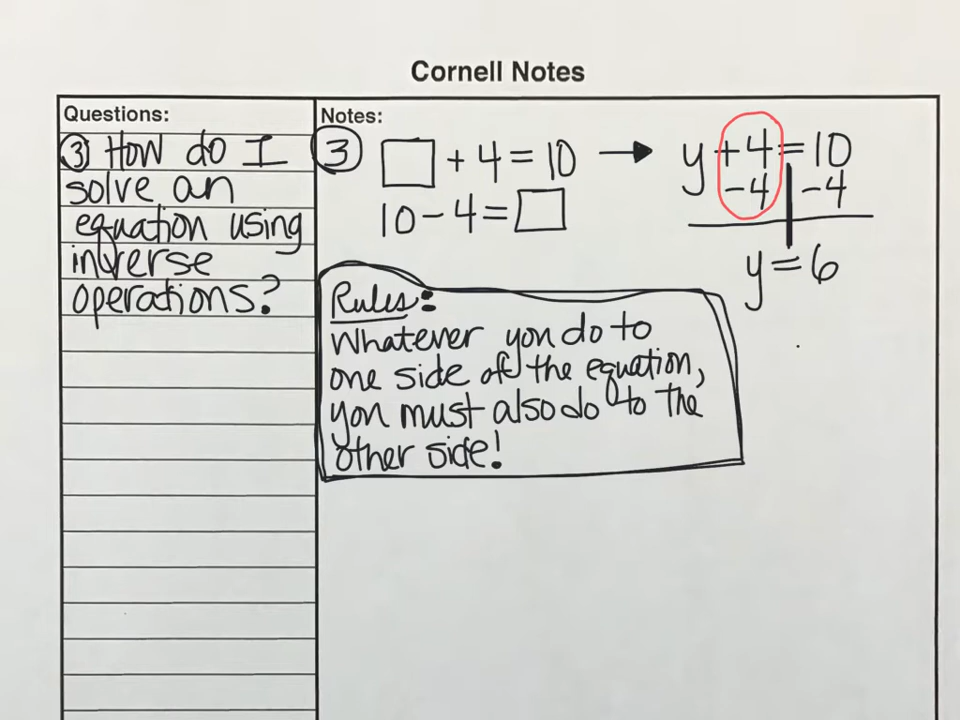 Cornell Notes
Questions:
③ How do I
solve an
equation using
inverse
operations?
Notes:
③ □ + 4 = 10 → y + 4 = 10
-4 -4
10 - 4 = □
y = 6
Rules:
Whatever you do to
one side of the equation,
you must also do to the
other side!